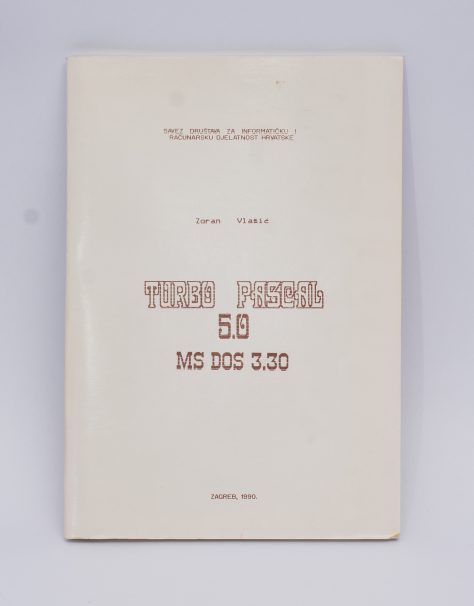 SAVEZ DRUŠTAVA ZA INFORMATIČKU I
RAČUNARSKU DJELATNOST HRVATSKE
Zoran Vlašić
TURBO PASCAL
5.0
MS DOS 3.30
ZAGREB, 1990.